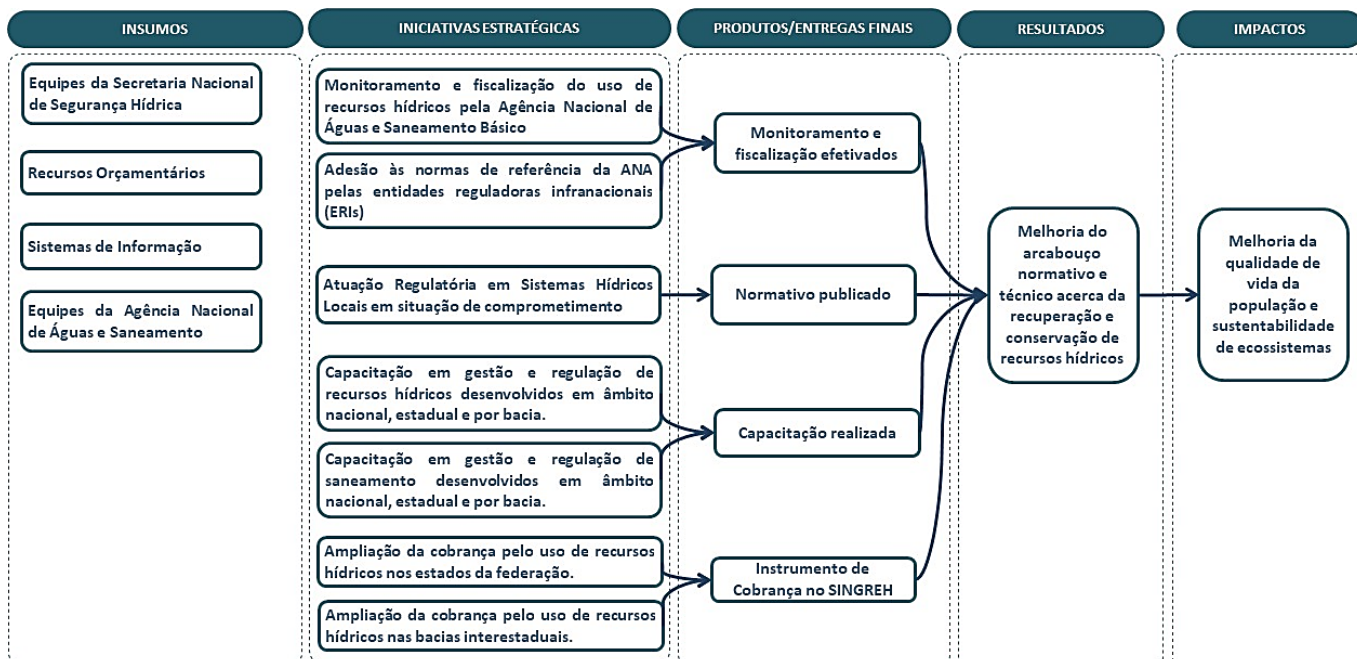 INSUMOS
INICIATIVAS ESTRATÉGICAS
PRODUTOS/ENTREGAS FINAIS
RESULTADOS
IMPACTOS
Equipes da Secretaria Nacional
de Segurança Hídrica
Recursos Orçamentários
Sistemas de Informação
Equipes da Agência Nacional
de Águas e Saneamento
Monitoramento e fiscalização do uso de
recursos hídricos pela Agência Nacional de
Águas e Saneamento Básico
Adesão às normas de referência da ANA
pelas entidades reguladoras infranacionais
(ERIs)
Atuação Regulatória em Sistemas Hídricos
Locais em situação de comprometimento
Capacitação em gestão e regulação de
recursos hídricos desenvolvidos em âmbito
nacional, estadual e por bacia.
Capacitação em gestão e regulação de
saneamento desenvolvidos em âmbito
nacional, estadual e por bacia.
Ampliação da cobrança pelo uso de recursos
hídricos nos estados da federação.
Ampliação da cobrança pelo uso de recursos
hídricos nas bacias interestaduais.
Monitoramento e
fiscalização efetivados
Normativo publicado
Capacitação realizada
Instrumento de
Cobrança no SINGREH
Melhoria do
arcabouço
normativo e
técnico acerca da
recuperação e
conservação de
recursos hídricos
Melhoria da
qualidade de
vida da
população e
sustentabilidade
de ecossistemas